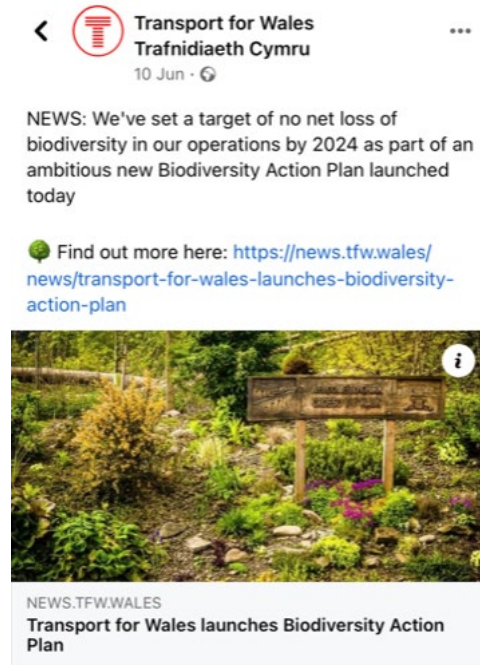 Transport for Wales
Trafnidiaeth Cymru
10 Jun ·
NEWS: We've set a target of no net loss of
biodiversity in our operations by 2024 as part of an
ambitious new Biodiversity Action Plan launched
today
Find out more here: https://news.tfw.wales/
news/transport-for-wales-launches-biodiversity-
action-plan
NEWS.TFW.WALES
Transport for Wales launches Biodiversity Action
Plan